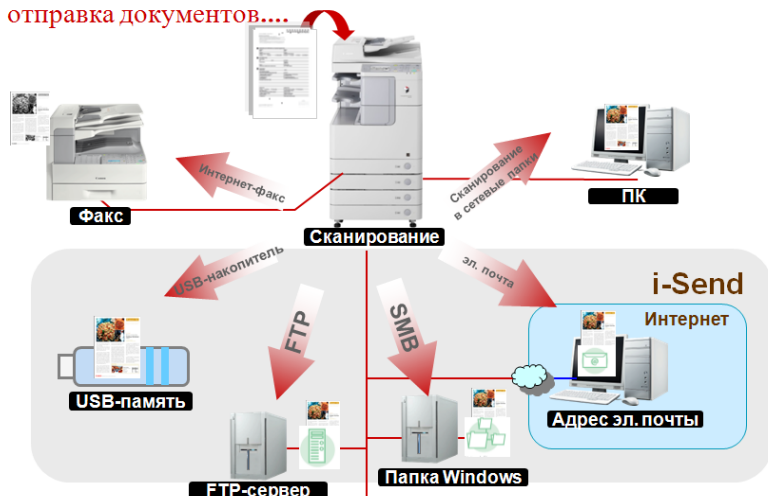 отправка документов....
Интернет-факс
Сканирование
в сетевые папки
Факс
ПК
Сканирование
USB-накопитель
FTP
SMB
эл. почта
i-Send
Интернет
USB-память
Адрес эл. почты
Папка Windows
FTP-сервер